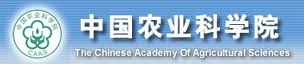 中国农业科学院
The Chinese Academy Of Agricultural Sciences
CAAS